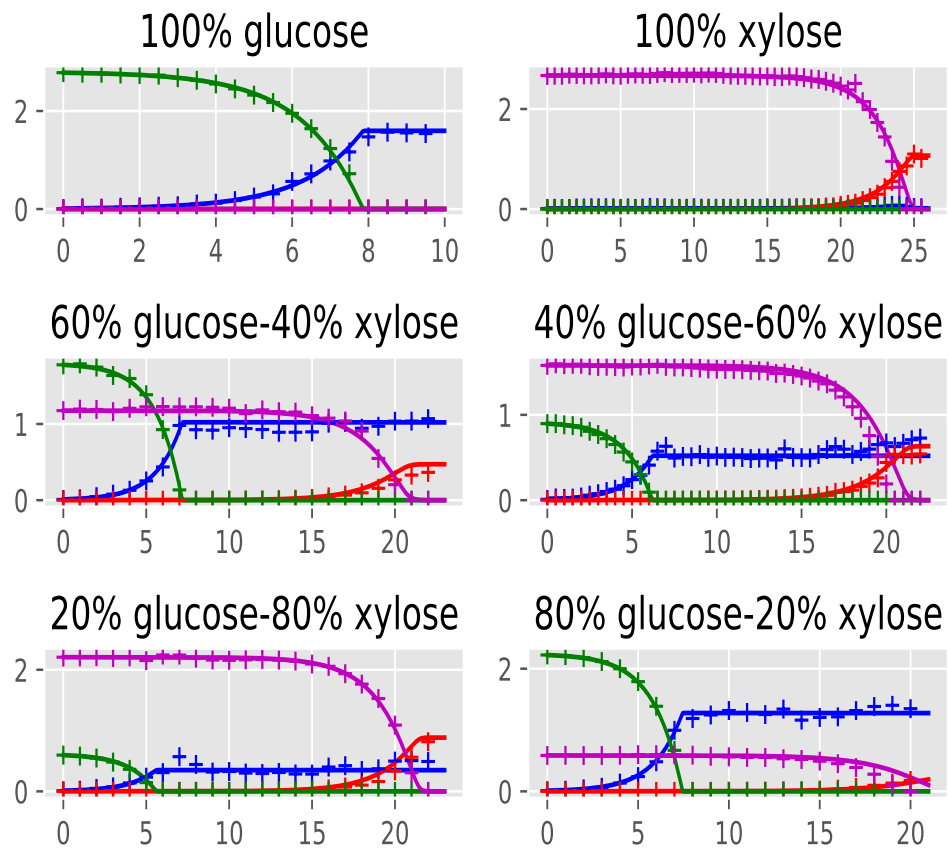 100% glucose
100% xylose
2
0
0 2 4 6 8 10
2
0
0 5 10 15 20 25
60% glucose-40% xylose
40% glucose-60% xylose
1
0
0 5 10 15 20
1
0
0 5 10 15 20
20% glucose-80% xylose
80% glucose-20% xylose
2
0
0 5 10 15 20
2
0
0 5 10 15 20